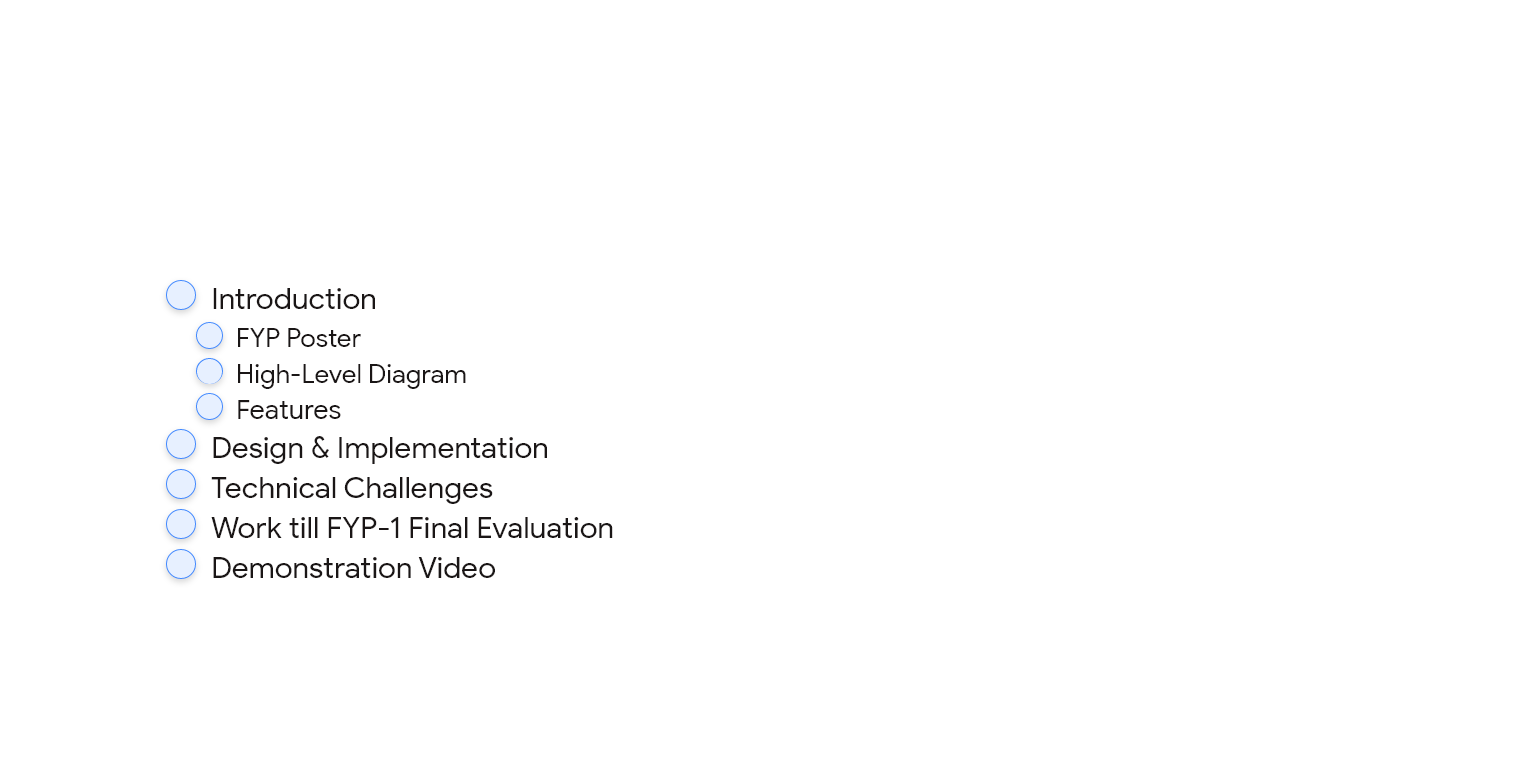 Introduction
FYP Poster
High-Level Diagram
Features
Design & Implementation
Technical Challenges
Work till FYP-1 Final Evaluation
Demonstration Video